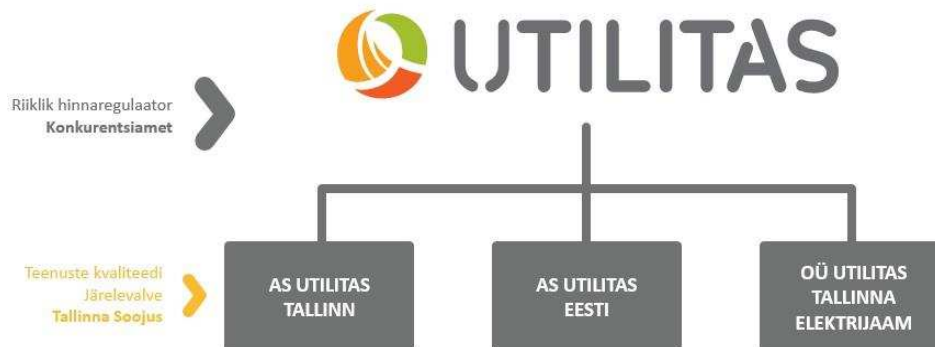 UTILITAS
Riiklik hinnaregulaator
Konkurentsiamet
Teenuste kvaliteedi
Järelevalve
Tallinna Soojus
AS UTILITAS
TALLINN
AS UTILITAS
EESTI
OÜ UTILITAS
TALLINNA
ELEKTRIJAAM